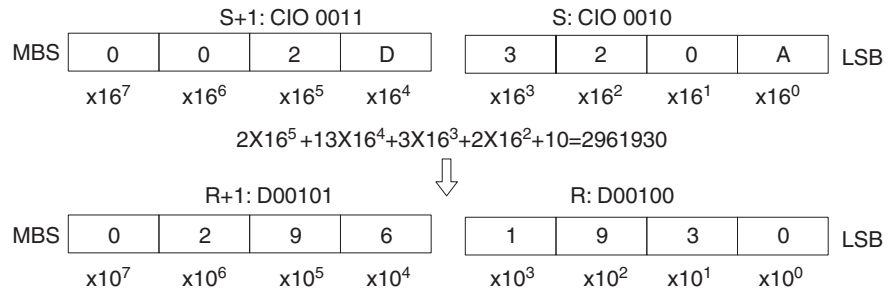 S+1: CIO 0011 S: CIO 0010
MBS 0 0 2 D 3 2 0 A LSB
x16⁷ x16⁶ x16⁵ x16⁴ x16³ x16² x16¹ x16⁰
2X16⁵+13X16⁴+3X16³+2X16²+10=2961930
R+1: D00101 R: D00100
MBS 0 2 9 6 1 9 3 0 LSB
x10⁷ x10⁶ x10⁵ x10⁴ x10³ x10² x10¹ x10⁰